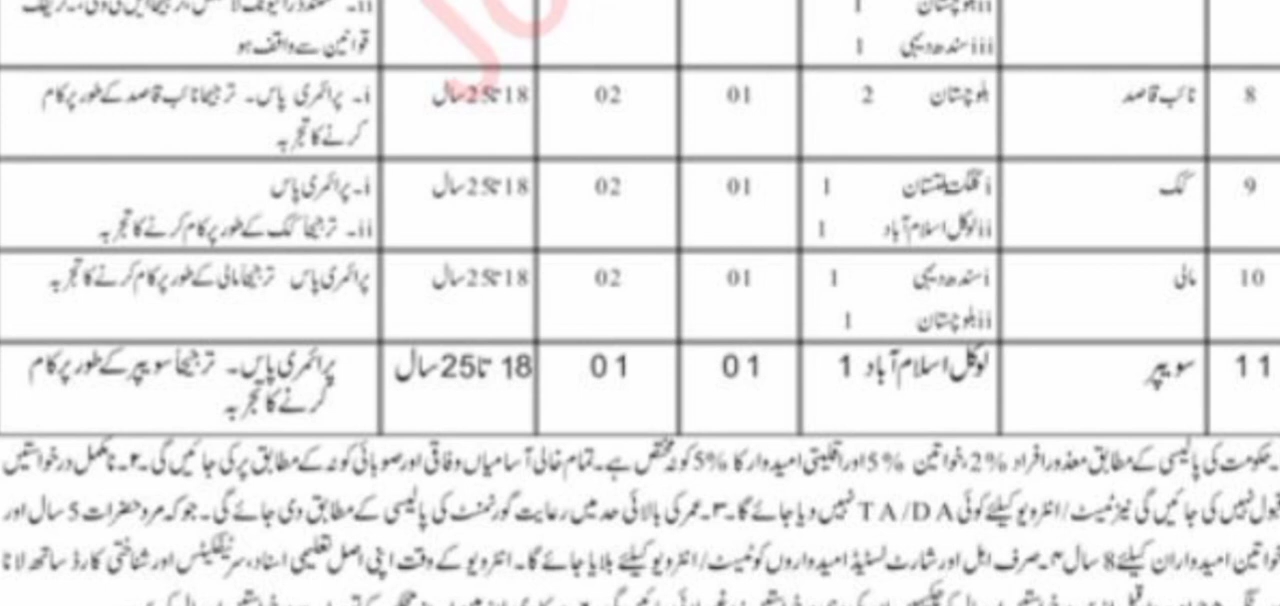 قوانین سے واقف ہو
iii سندھ دیہی 1
8 نائب قاصد بلوچستان 2 01 02 18 تا 25 سال i۔ پرائمری پاس۔ ترجیحا نائب قاصد کے طور پر کام
کرنے کا تجربہ
9 کک i گلگت بلتستان 1 01 02 18 تا 25 سال i۔ پرائمری پاس
ii لوکل اسلام آباد 1 ii۔ ترجیحاً کک کے طور پر کام کرنے کا تجربہ
10 مالی i سندھ دیہی 1 01 02 18 تا 25 سال پرائمری پاس ترجیحاً مالی کے طور پر کام کرنے کا تجربہ
ii بلوچستان 1
11 سویپر لوکل اسلام آباد 1 01 01 18 تا 25 سال پرائمری پاس۔ ترجیحاً سویپر کے طور پر کام
کرنے کا تجربہ
۔حکومت کی پالیسی کے مطابق معذور افراد 2%، خواتین 5% اور اقلیتی امیدوار کا 5% کوٹہ مختص ہے۔ تمام خالی آسامیاں وفاقی اور صوبائی کوٹہ کے مطابق پر کی جائیں گی۔ ۲۔ نامکمل درخواستیں
قبول نہیں کی جائیں گی نیز ٹیسٹ/انٹرویو کیلئے کوئی TA/DA نہیں دیا جائے گا۔ ۳۔ عمر کی بالائی حد میں رعایت گورنمنٹ کی پالیسی کے مطابق دی جائے گی۔ جو کہ مرد حضرات 5 سال اور
خواتین امیدواران کیلئے 8 سال ۴۔ صرف اہل اور شارٹ لسٹیڈ امیدواروں کو ٹیسٹ/انٹرویو کیلئے بلایا جائے گا۔ انٹرویو کے وقت اپنی اصل تعلیمی اسناد، سرٹیفکیٹس اور شناختی کارڈ ساتھ لانا